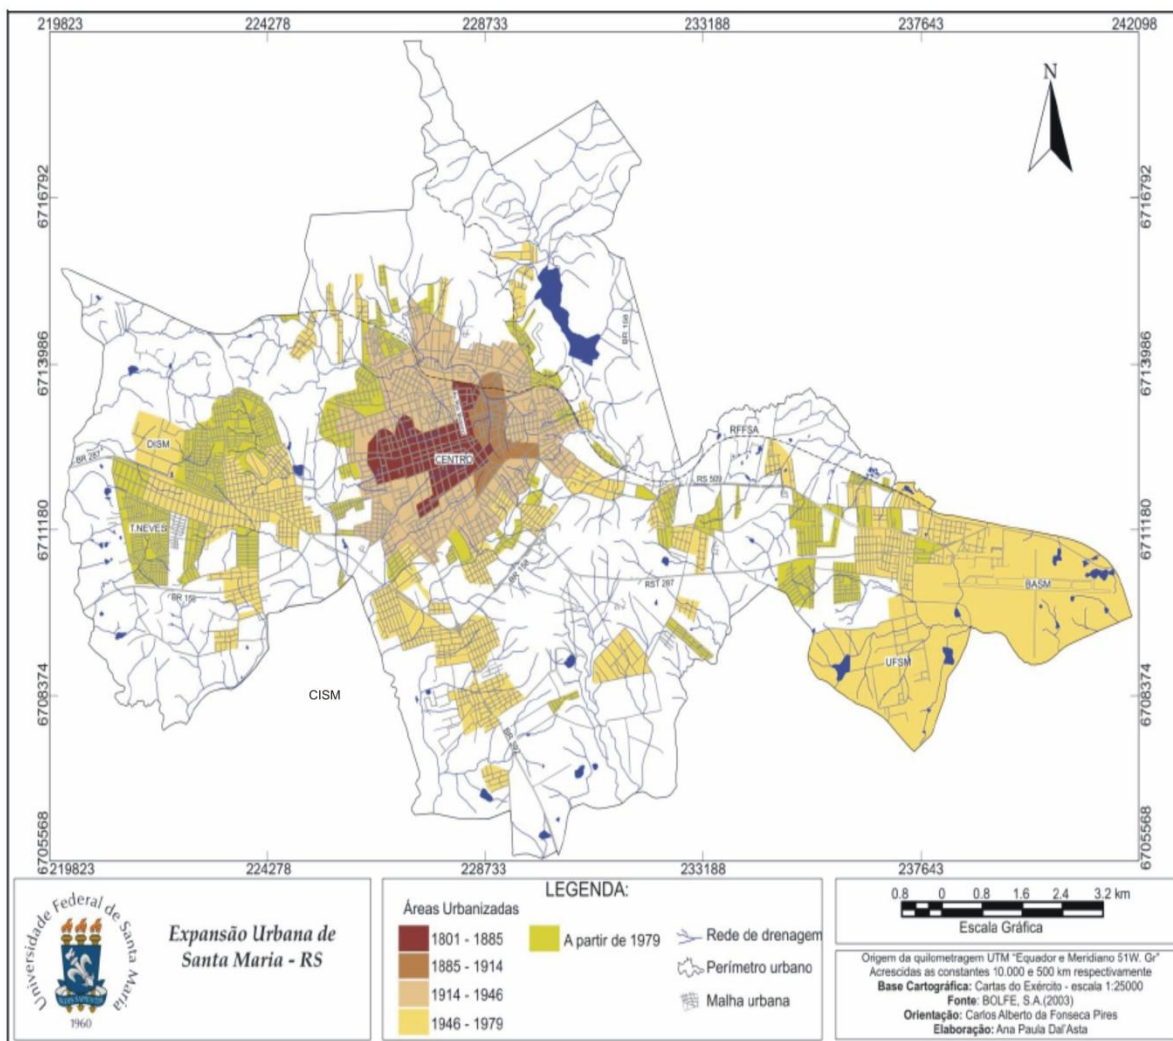 219823 224278 228733 233188 237643 242098
N
6716792 6716792
6713986 6713986
BR 158
DISM
CENTRO
BR 287
RFFSA
RS 509
T.NEVES
671180 671180
BR 158
RST 287
BASM
BR 158
UFSM
CISM
6708374 6708374
BR 392
6705568 6705568
219823 224278 228733 233188 237643
Universidade Federal de Santa Maria
1960
Expansão Urbana de
Santa Maria - RS
LEGENDA:
Áreas Urbanizadas
1801 - 1885
1885 - 1914
1914 - 1946
1946 - 1979
A partir de 1979
Rede de drenagem
Perímetro urbano
Malha urbana
0.8 0 0.8 1.6 2.4 3.2 km
Escala Gráfica
Origem da quilometragem UTM “Equador e Meridiano 51W. Gr”
Acrescidas as constantes 10.000 e 500 km respectivamente
Base Cartográfica: Cartas do Exército - escala 1:25000
Fonte: BOLFE, S.A.(2003)
Orientação: Carlos Alberto da Fonseca Pires
Elaboração: Ana Paula Dal'Asta